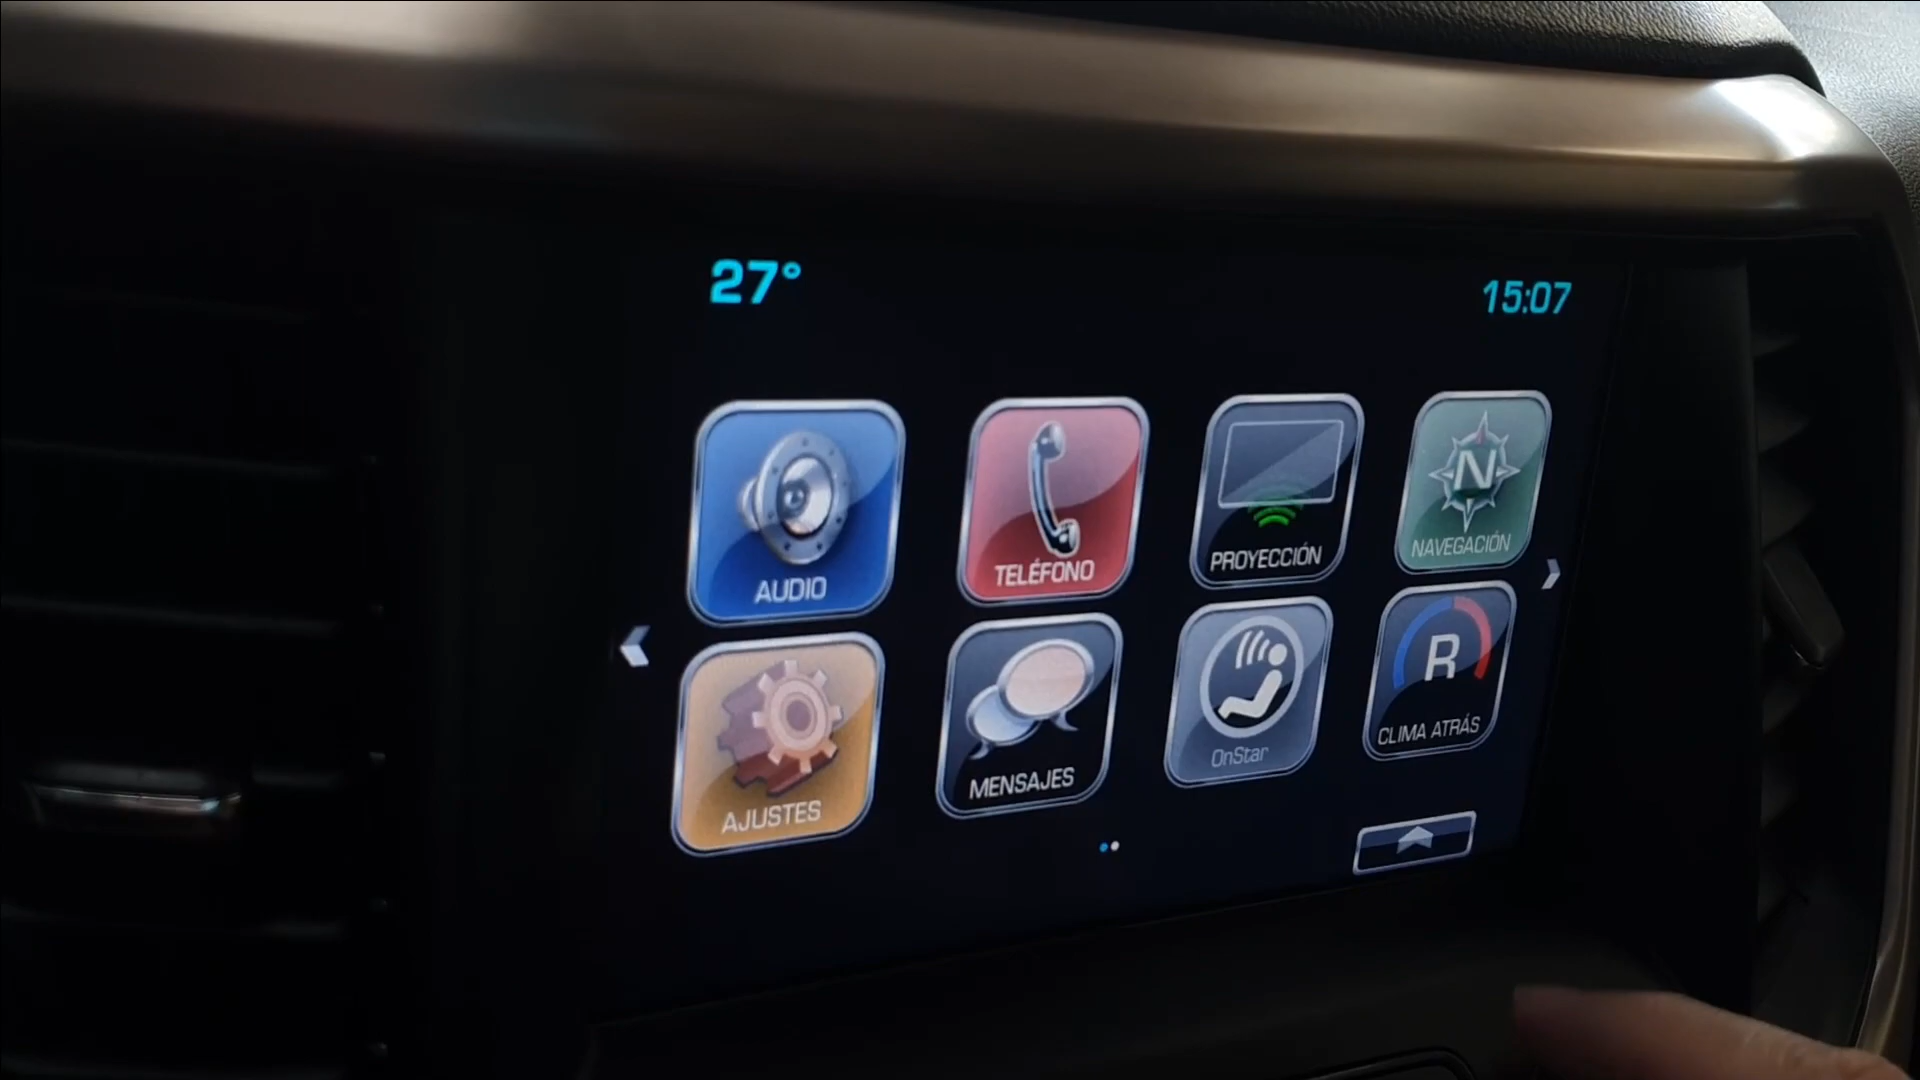 27°
15:07
AUDIO
TELÉFONO
PROYECCIÓN
N
NAVEGACIÓN
AJUSTES
MENSAJES
OnStar
R
CLIMA ATRÁS